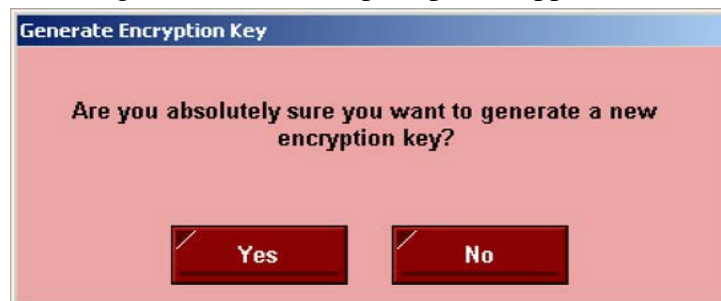 Generate Encryption Key
Are you absolutely sure you want to generate a new
encryption key?
Yes No